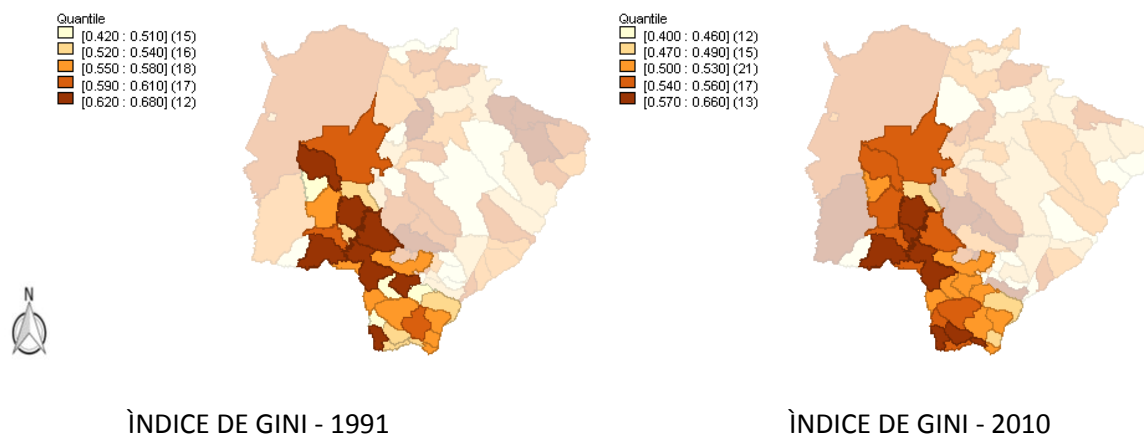 Quantile
[0.420 : 0.510] (15)
[0.520 : 0.540] (16)
[0.550 : 0.580] (18)
[0.590 : 0.610] (17)
[0.620 : 0.680] (12)
Quantile
[0.400 : 0.460] (12)
[0.470 : 0.490] (15)
[0.500 : 0.530] (21)
[0.540 : 0.560] (17)
[0.570 : 0.660] (13)
N
ÌNDICE DE GINI - 1991
ÌNDICE DE GINI - 2010